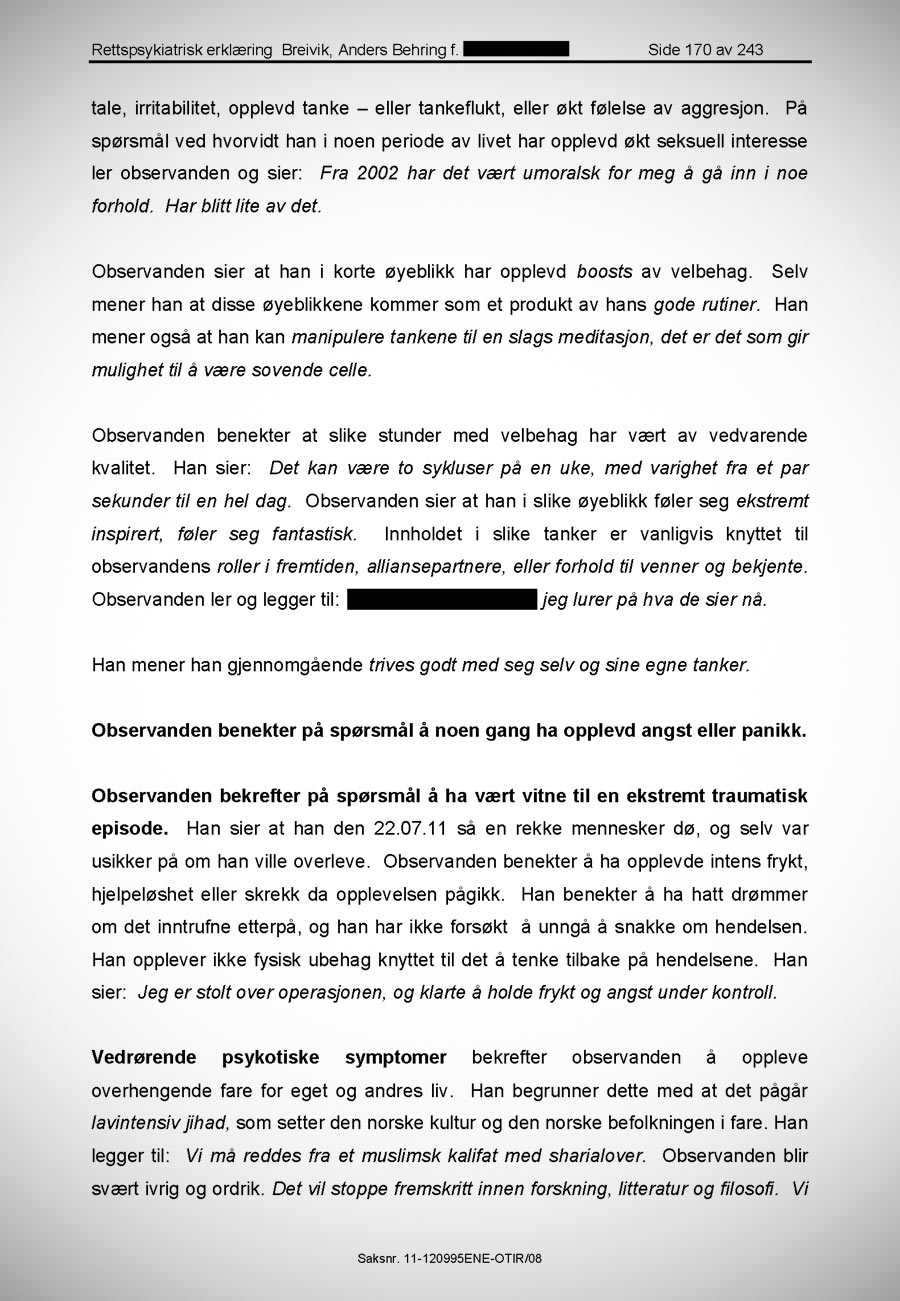 Rettspsykiatrisk erklæring Breivik, Anders Behring f. Side 170 av 243
tale, irritabilitet, opplevd tanke – eller tankeflukt, eller økt følelse av aggresjon. På
spørsmål ved hvorvidt han i noen periode av livet har opplevd økt seksuell interesse
ler observanden og sier: Fra 2002 har det vært umoralsk for meg å gå inn i noe
forhold. Har blitt lite av det.
Observanden sier at han i korte øyeblikk har opplevd boosts av velbehag. Selv
mener han at disse øyeblikkene kommer som et produkt av hans gode rutiner. Han
mener også at han kan manipulere tankene til en slags meditasjon, det er det som gir
mulighet til å være sovende celle.
Observanden benekter at slike stunder med velbehag har vært av vedvarende
kvalitet. Han sier: Det kan være to sykluser på en uke, med varighet fra et par
sekunder til en hel dag. Observanden sier at han i slike øyeblikk føler seg ekstremt
inspirert, føler seg fantastisk. Innholdet i slike tanker er vanligvis knyttet til
observandens roller i fremtiden, alliansepartnere, eller forhold til venner og bekjente.
Observanden ler og legger til: jeg lurer på hva de sier nå.
Han mener han gjennomgående trives godt med seg selv og sine egne tanker.
Observanden benekter på spørsmål å noen gang ha opplevd angst eller panikk.
Observanden bekrefter på spørsmål å ha vært vitne til en ekstremt traumatisk
episode. Han sier at han den 22.07.11 så en rekke mennesker dø, og selv var
usikker på om han ville overleve. Observanden benekter å ha opplevde intens frykt,
hjelpeløshet eller skrekk da opplevelsen pågikk. Han benekter å ha hatt drømmer
om det inntrufne etterpå, og han har ikke forsøkt å unngå å snakke om hendelsen.
Han opplever ikke fysisk ubehag knyttet til det å tenke tilbake på hendelsene. Han
sier: Jeg er stolt over operasjonen, og klarte å holde frykt og angst under kontroll.
Vedrørende psykotiske symptomer bekrefter observanden å oppleve
overhengende fare for eget og andres liv. Han begrunner dette med at det pågår
lavintensiv jihad, som setter den norske kultur og den norske befolkningen i fare. Han
legger til: Vi må reddes fra et muslimsk kalifat med sharialover. Observanden blir
svært ivrig og ordrik. Det vil stoppe fremskritt innen forskning, litteratur og filosofi. Vi
Saksnr. 11-120995ENE-OTIR/08